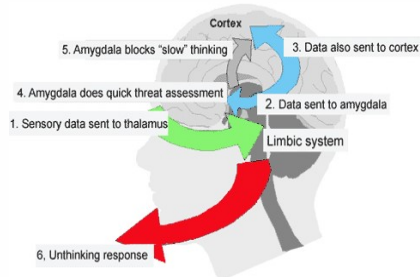 Cortex
5. Amygdala blocks "slow" thinking
3. Data also sent to cortex
4. Amygdala does quick threat assessment
2. Data sent to amygdala
1. Sensory data sent to thalamus
Limbic system
6, Unthinking response